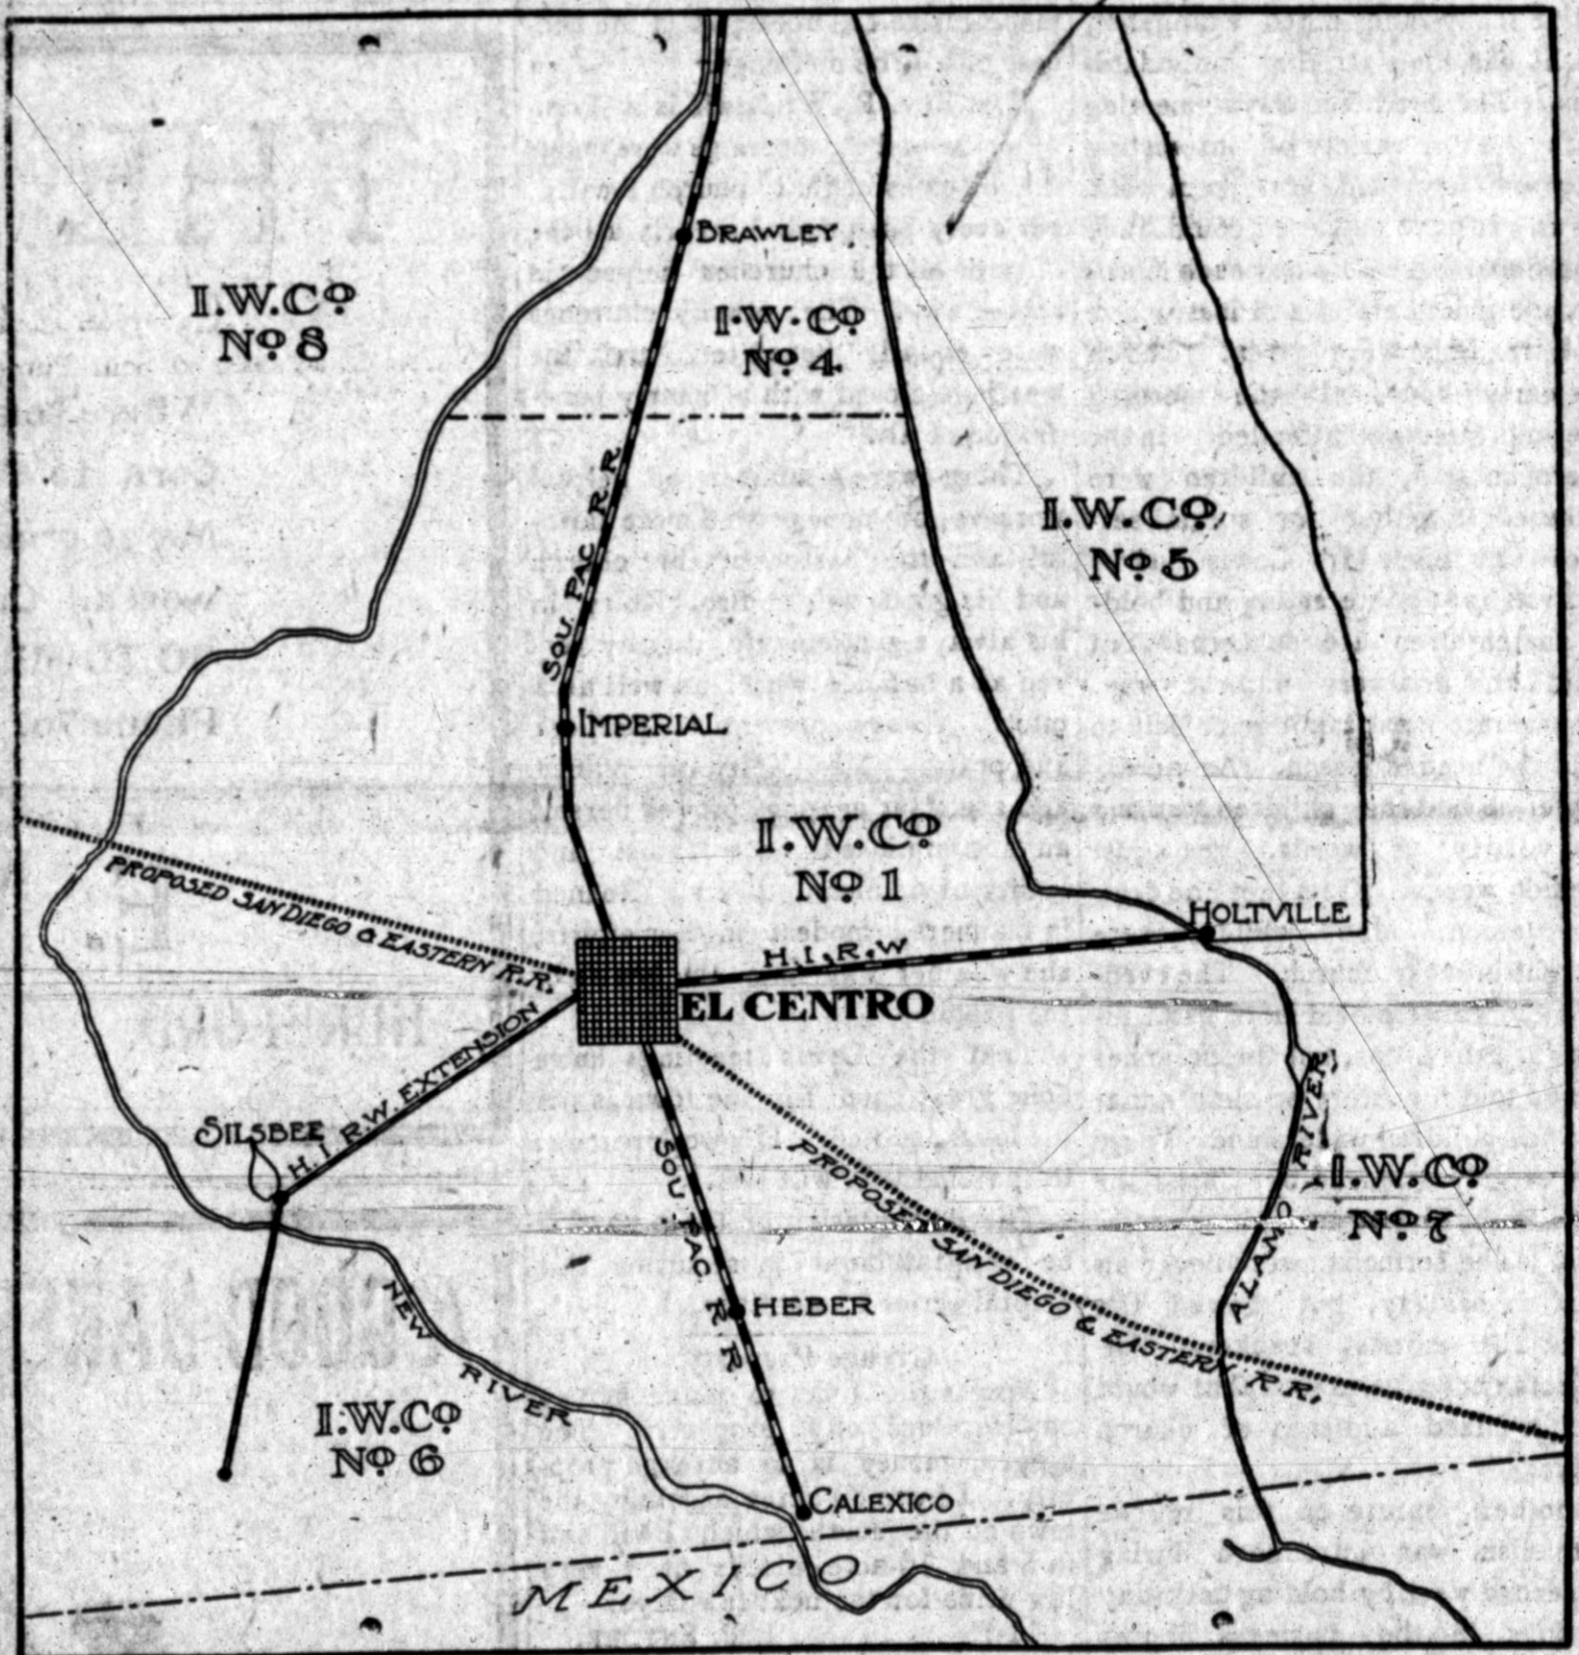 BRAWLEY
I.W.Cº
Nº 8
I.W.Cº
Nº 4
SOU. PAC. R.R.
I.W.Cº
Nº 5
IMPERIAL
I.W.Cº
Nº 1
PROPOSED SAN DIEGO & EASTERN R.R.
HOLTVILLE
H.I.R.W
EL CENTRO
H.I.R.W. EXTENSION
SILSBEE
SOU. PAC. R R
PROPOSED SAN DIEGO & EASTERN R R.
ALAMO RIVER
I.W.Cº
Nº 7
HEBER
NEW RIVER
I.W.Cº
Nº 6
CALEXICO
MEXICO